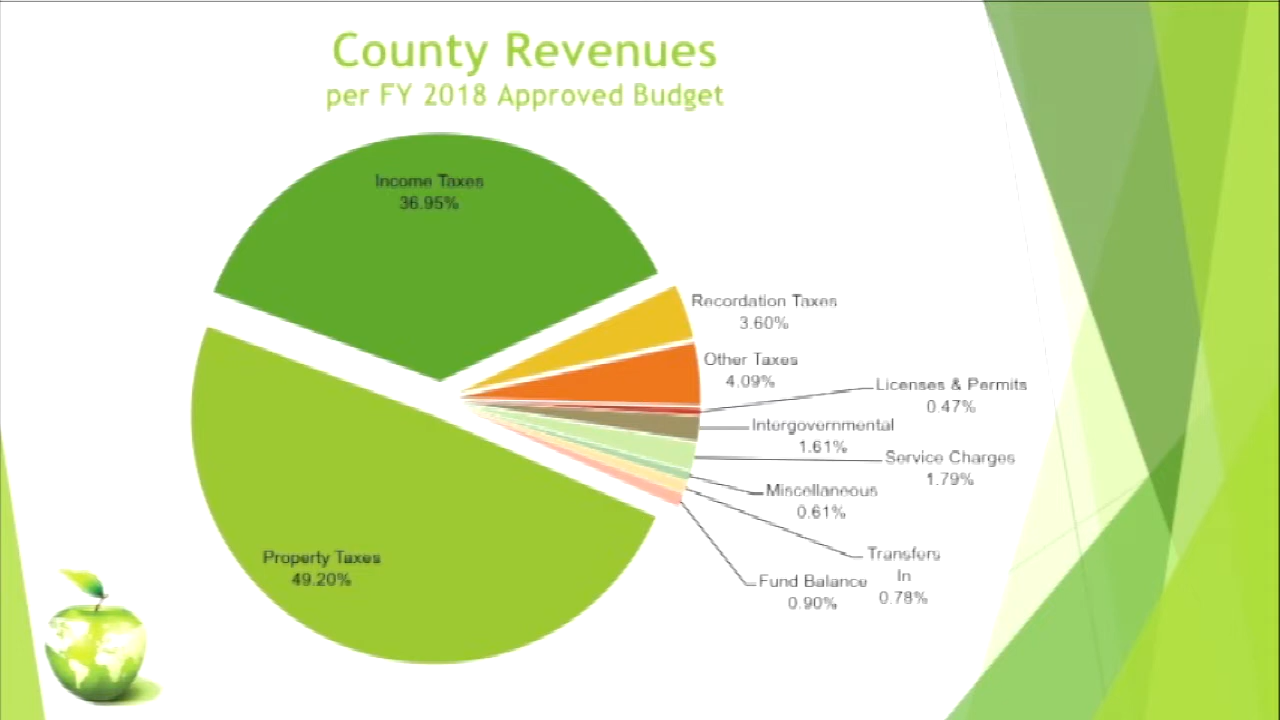 County Revenues
per FY 2018 Approved Budget
Income Taxes
36.95%
Recordation Taxes
3.60%
Other Taxes
4.09%
Licenses & Permits
0.47%
Intergovernmental
1.61%
Service Charges
1.79%
Miscellaneous
0.61%
Transfers
In
0.78%
Fund Balance
0.90%
Property Taxes
49.20%